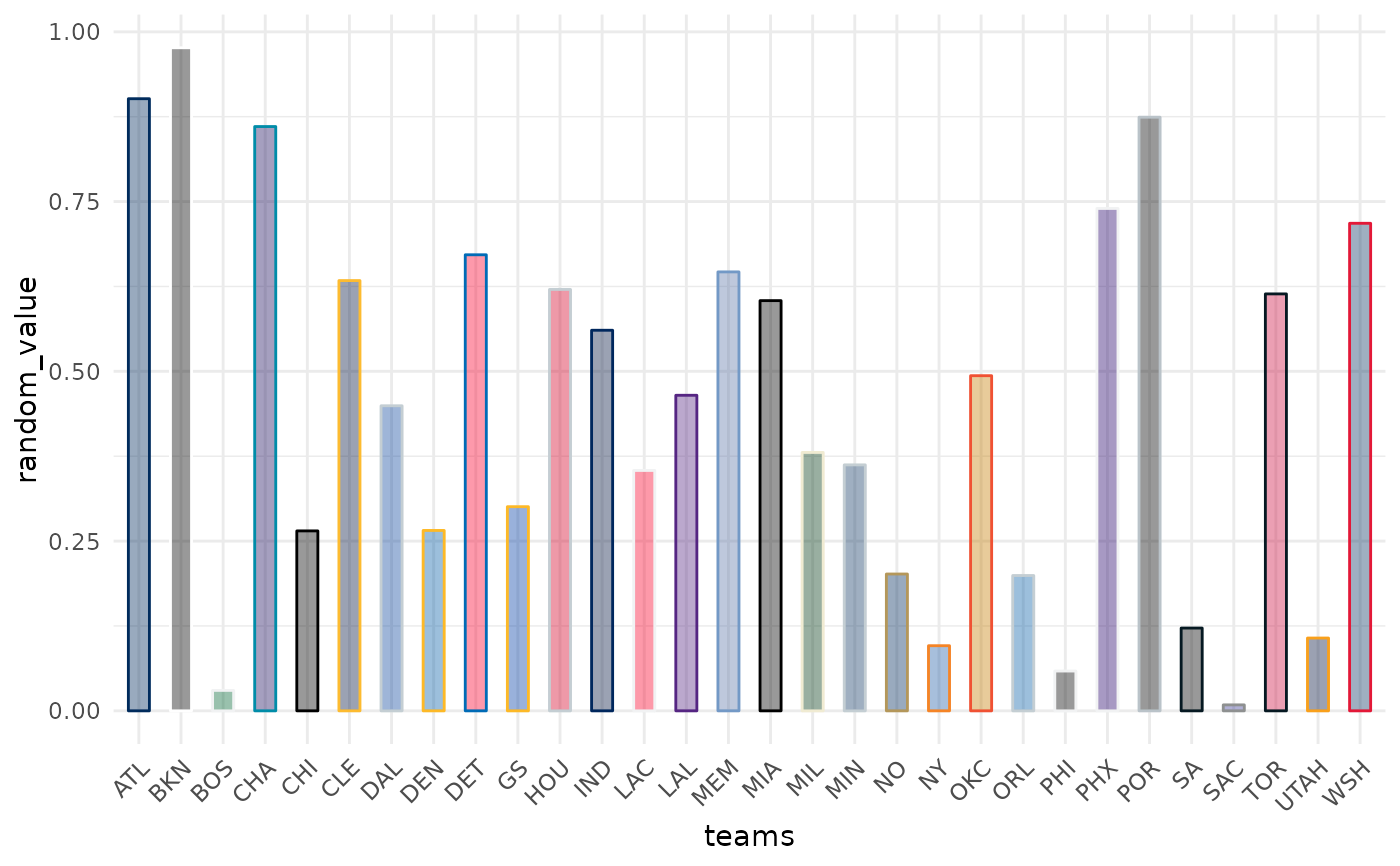 1.00
0.75
0.50
0.25
0.00
random_value
ATL
BKN
BOS
CHA
CHI
CLE
DAL
DEN
DET
GS
HOU
IND
LAC
LAL
MEM
MIA
MIL
MIN
NO
NY
OKC
ORL
PHI
PHX
POR
SA
SAC
TOR
UTAH
WSH
teams